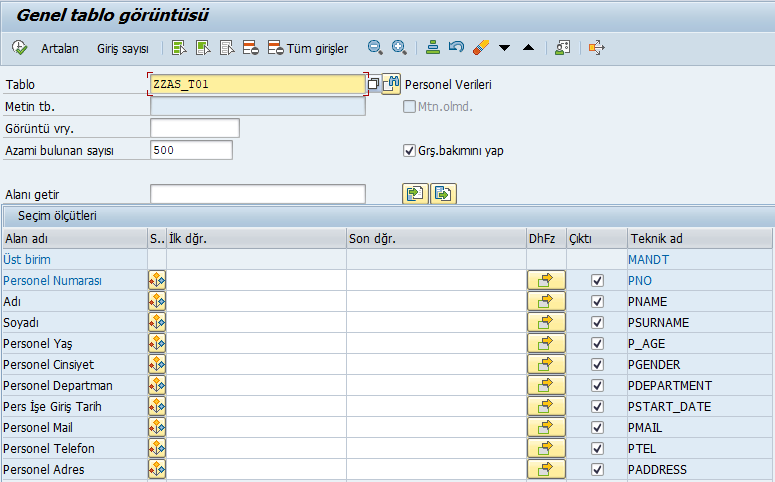 Genel tablo görüntüsü
Artalan Giriş sayısı Tüm girişler
Tablo ZZAS_T01 Personel Verileri
Metin tb. Mtn.olmd.
Görüntü vry.
Azami bulunan sayısı 500 Grş.bakımını yap
Alanı getir
Seçim ölçütleri
Alan adı S.. İlk dğr. Son dğr. DhFz Çıktı Teknik ad
Üst birim MANDT
Personel Numarası PNO
Adı PNAME
Soyadı PSURNAME
Personel Yaş P_AGE
Personel Cinsiyet PGENDER
Personel Departman PDEPARTMENT
Pers İşe Giriş Tarih PSTART_DATE
Personel Mail PMAIL
Personel Telefon PTEL
Personel Adres PADDRESS